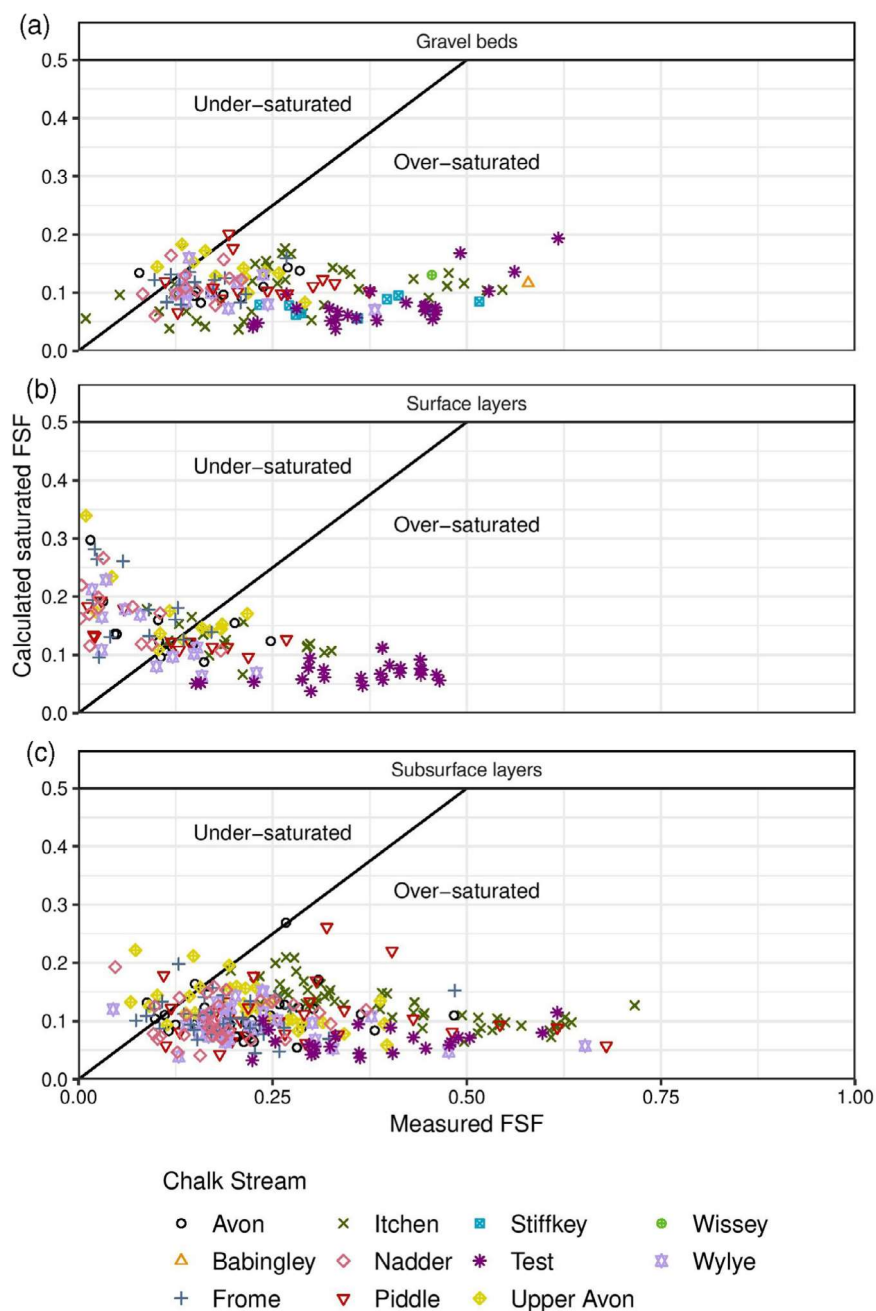 (a)
Gravel beds
0.5
Under−saturated
0.4
Over−saturated
0.3
0.2
0.1
0.0
(b)
Surface layers
0.5
Under−saturated
0.4
Over−saturated
0.3
0.2
0.1
0.0
Calculated saturated FSF
(c)
Subsurface layers
0.5
Under−saturated
0.4
Over−saturated
0.3
0.2
0.1
0.0
0.00 0.25 0.50 0.75 1.00
Measured FSF
Chalk Stream
Avon Itchen Stiffkey Wissey
Babingley Nadder Test Wylye
Frome Piddle Upper Avon